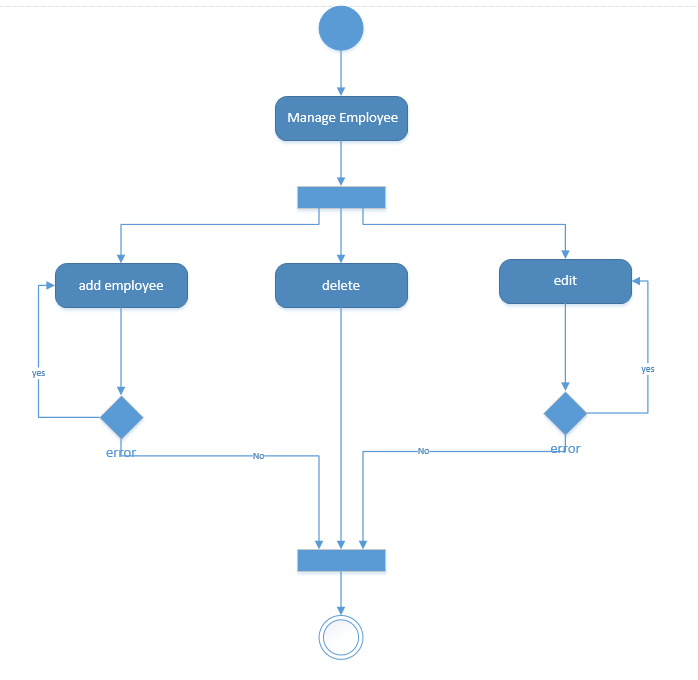 Manage Employee
add employee
delete
edit
yes
yes
error
error
No
No